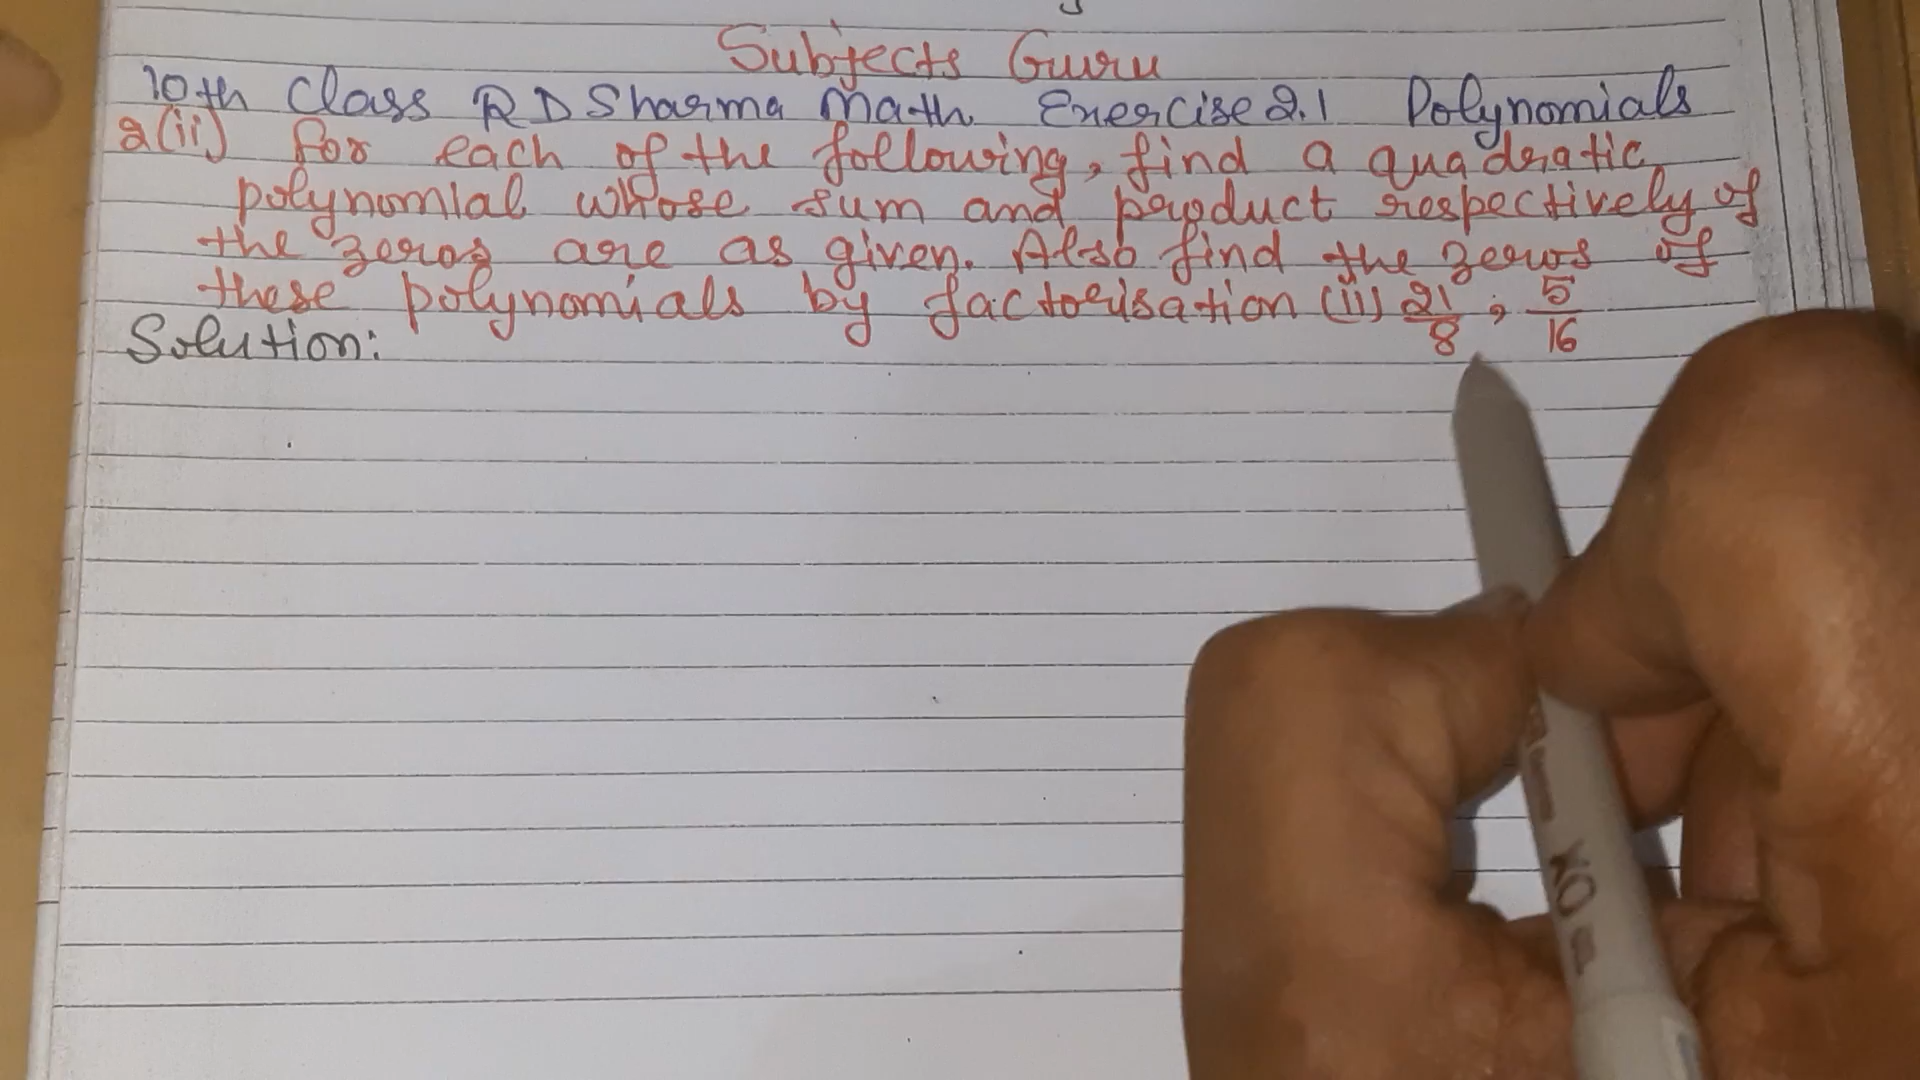 Subjects Guru
10th Class RD Sharma Math Exercise 2.1 Polynomials
2(ii) For each of the following, find a quadratic
polynomial whose sum and product respectively of
the zeros are as given. Also find the zeros of
these polynomials by factorisation (ii) 21/8, 5/16
Solution: